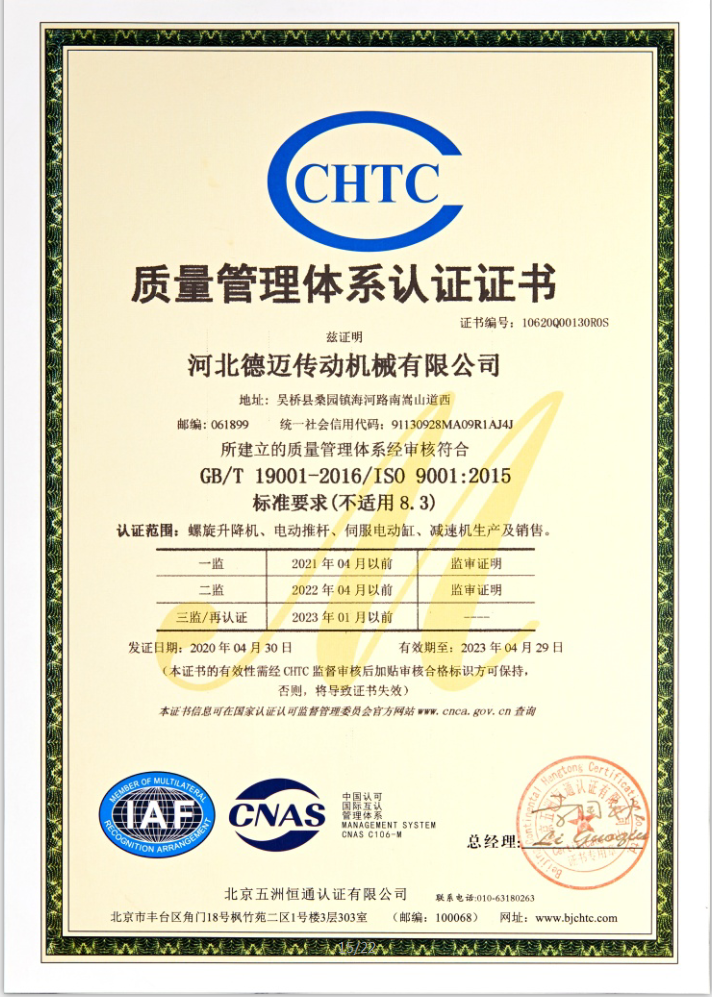 CHTC
质量管理体系认证证书
证书编号：10620Q00130R0S
兹证明
河北德迈传动机械有限公司
地址：吴桥县桑园镇海河路南嵩山道西
邮编：061899 统一社会信用代码：91130928MA09R1AJ4J
所建立的质量管理体系经审核符合
GB/T 19001-2016/ISO 9001:2015
标准要求(不适用 8.3)
认证范围：螺旋升降机、电动推杆、伺服电动缸、减速机生产及销售。
一监 2021 年 04 月以前 监审证明
二监 2022 年 04 月以前 监审证明
三监/再认证 2023 年 01 月以前 ----
发证日期：2020 年 04 月 30 日 有效期至：2023 年 04 月 29 日
（本证书的有效性需经 CHTC 监督审核后加贴审核合格标识方可保持，
否则，将导致证书失效）
本证书信息可在国家认证认可监督管理委员会官方网站 www. cnca. gov. cn 查询
MEMBER OF MULTILATERAL
IAF
RECOGNITION ARRANGEMENT
CNAS
中国认可
国际互认
管理体系
MANAGEMENT SYSTEM
CNAS C106-M
总经理:
Li Guoqiu
北京五洲恒通认证有限公司 联系电话:010-63180263
北京市丰台区角门18号枫竹苑二区1号楼3层303室 （邮编：100068） 网址：www.bjchtc.com
15/22